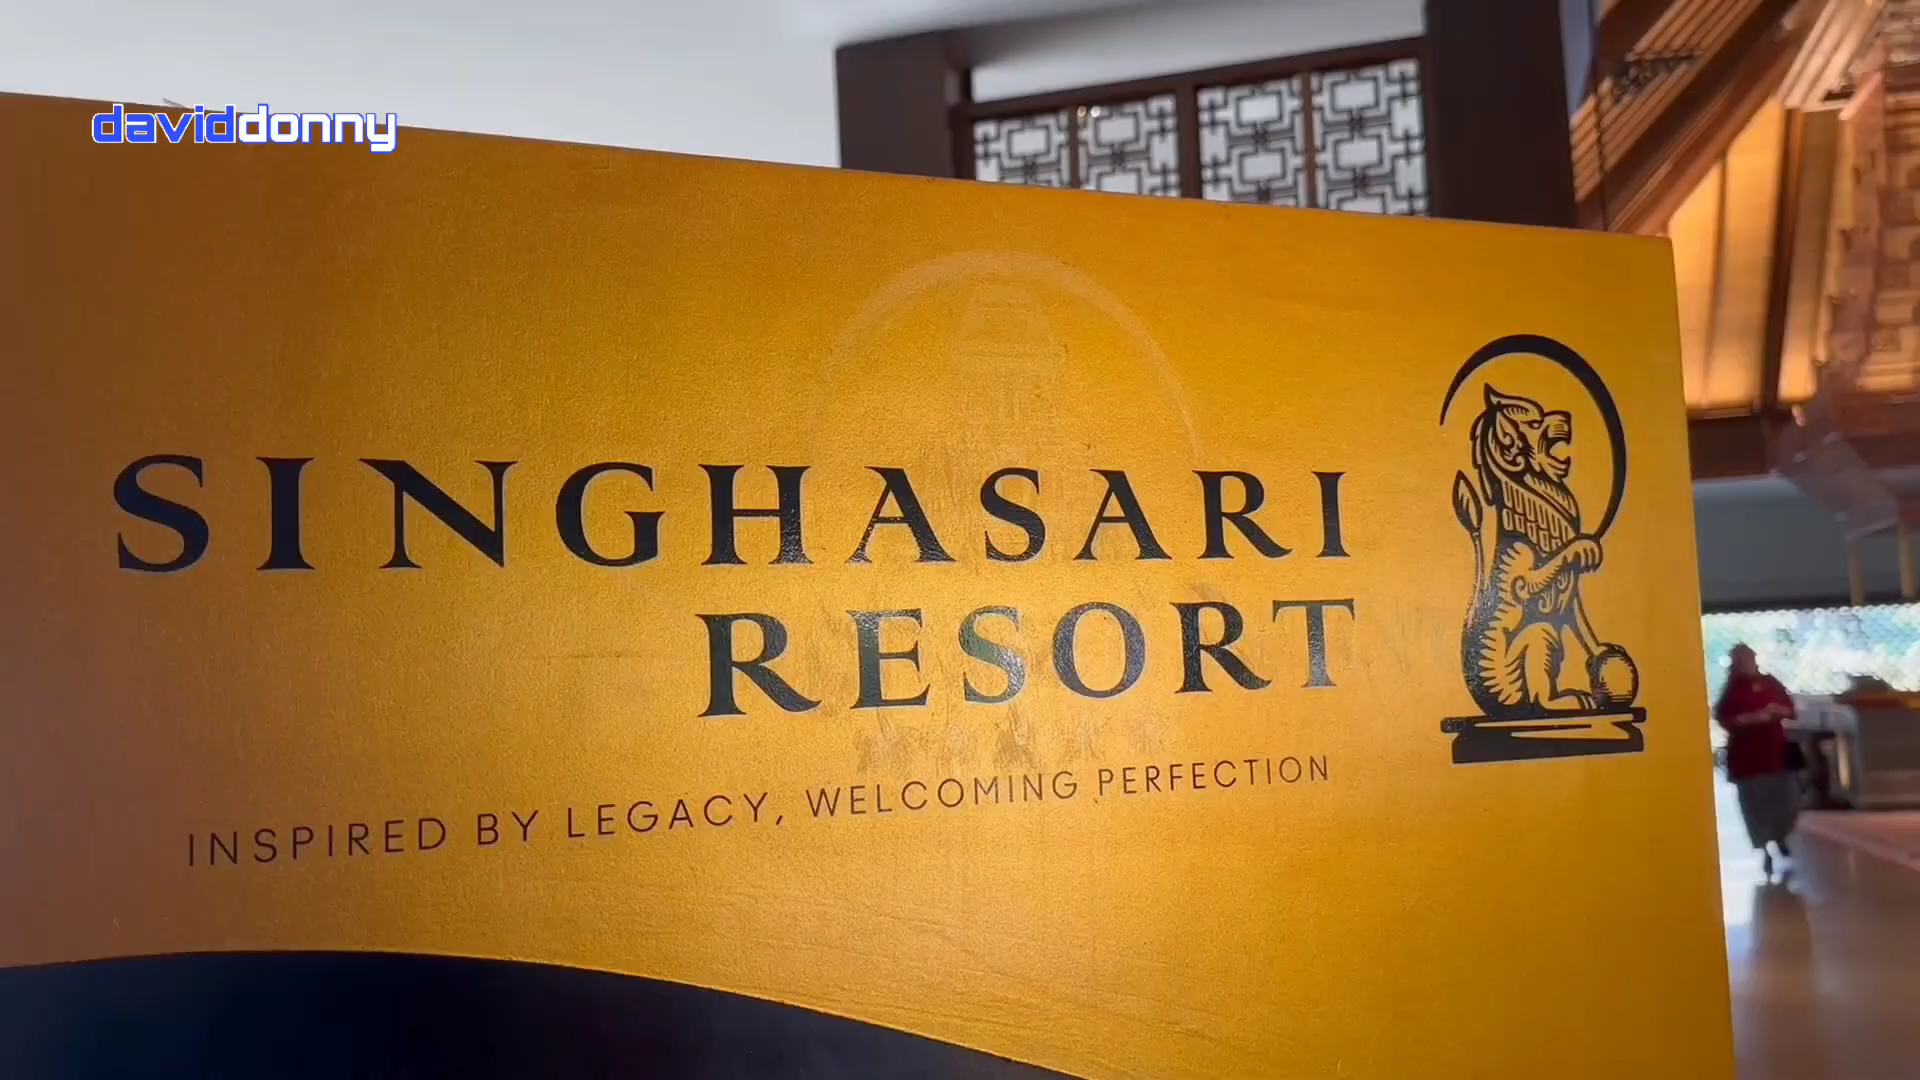 daviddonny
SINGHASARI
RESORT
INSPIRED BY LEGACY, WELCOMING PERFECTION